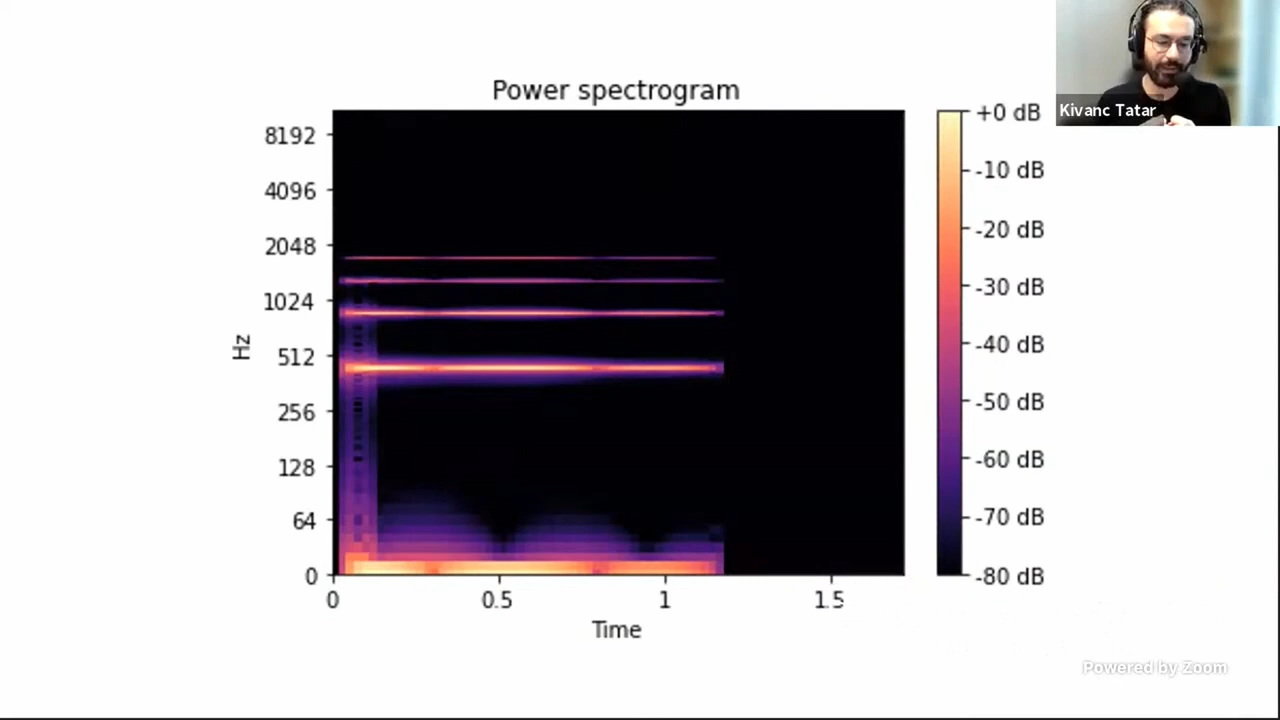 Power spectrogram
Kivanc Tatar
8192
4096
2048
1024
512
256
128
64
0
Hz
0
0.5
1
1.5
Time
+0 dB
-10 dB
-20 dB
-30 dB
-40 dB
-50 dB
-60 dB
-70 dB
-80 dB
Powered by Zoom